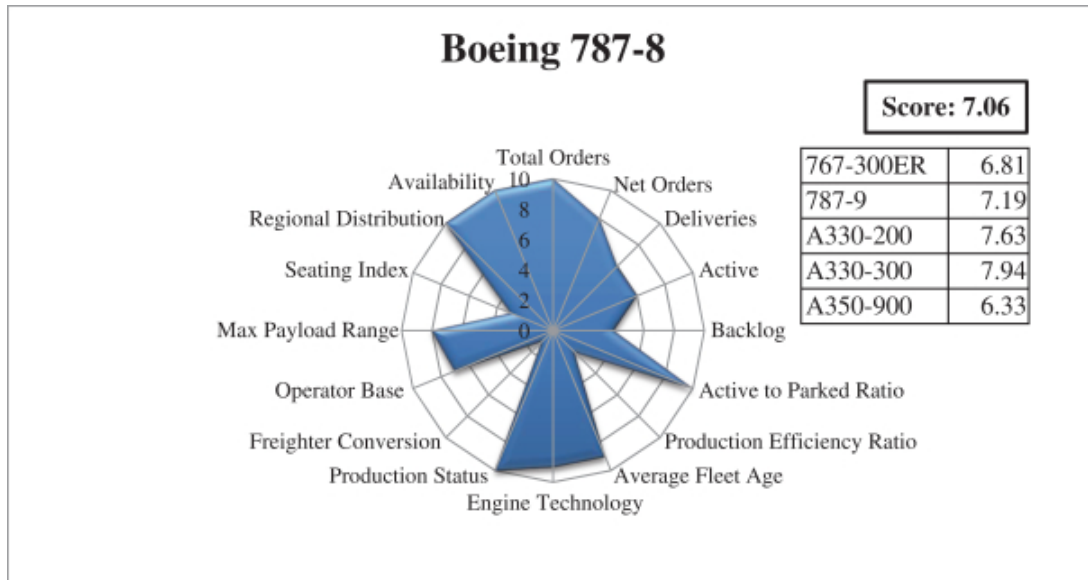 Boeing 787-8
Score: 7.06
767-300ER 6.81
787-9 7.19
A330-200 7.63
A330-300 7.94
A350-900 6.33
Total Orders
Net Orders
Deliveries
Active
Backlog
Active to Parked Ratio
Production Efficiency Ratio
Average Fleet Age
Engine Technology
Production Status
Freighter Conversion
Operator Base
Max Payload Range
Seating Index
Regional Distribution
Availability
10
8
6
4
2
0